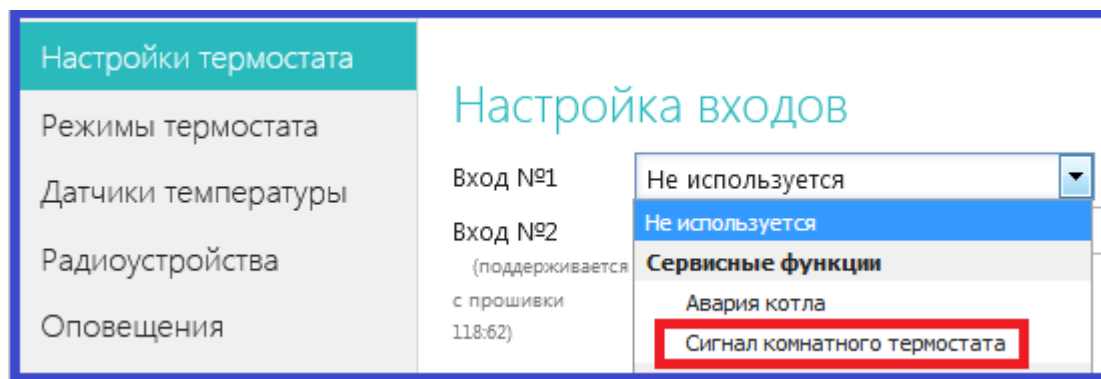 Настройки термостата
Режимы термостата
Датчики температуры
Радиоустройства
Оповещения
Настройка входов
Вход №1
Не используется
Не используется
Сервисные функции
Авария котла
Сигнал комнатного термостата
Вход №2
(поддерживается
с прошивки
118:62)